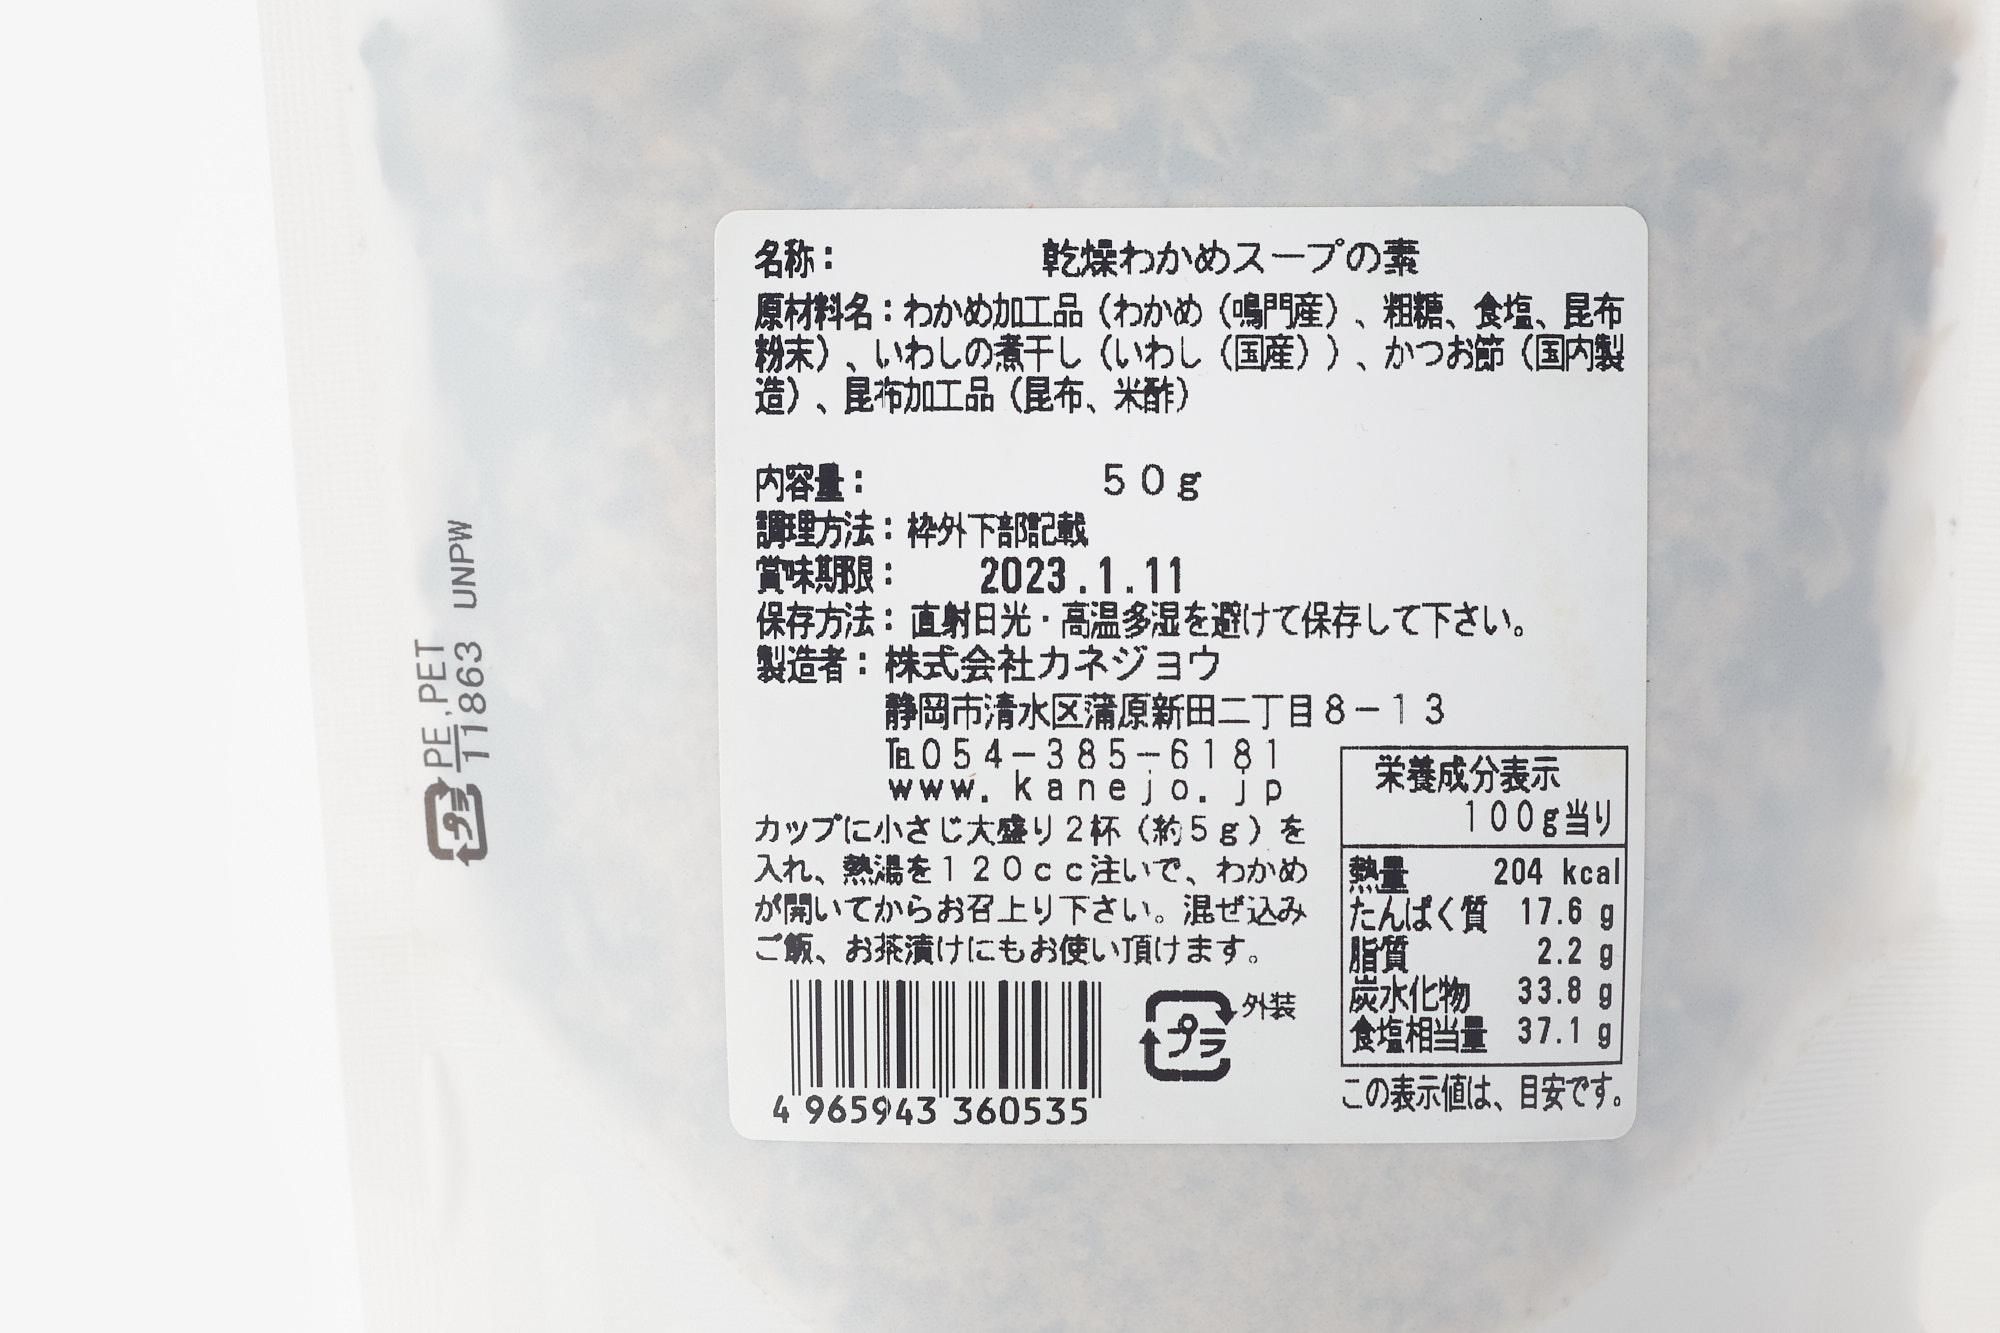 名称： 乾燥わかめスープの素
原材料名：わかめ加工品（わかめ（鳴門産）、粗糖、食塩、昆布
粉末）、いわしの煮干し（いわし（国産））、かつお節（国内製
造）、昆布加工品（昆布、米酢）
内容量： 50g
調理方法：枠外下部記載
賞味期限： 2023.1.11
保存方法：直射日光・高温多湿を避けて保存して下さい。
製造者：株式会社カネジョウ
静岡市清水区蒲原新田二丁目8－13
℡054－385－6181
www.kanejo.jp
カップに小さじ大盛り2杯（約5g）を
入れ、熱湯を120cc注いで、わかめ
が開いてからお召上り下さい。混ぜ込み
ご飯、お茶漬けにもお使い頂けます。
4 965943 360535
プラ 外装
栄養成分表示
100g当り
熱量 204 kcal
たんぱく質 17.6 g
脂質 2.2 g
炭水化物 33.8 g
食塩相当量 37.1 g
この表示値は、目安です。
プラ PE,PET
11863 UNPW